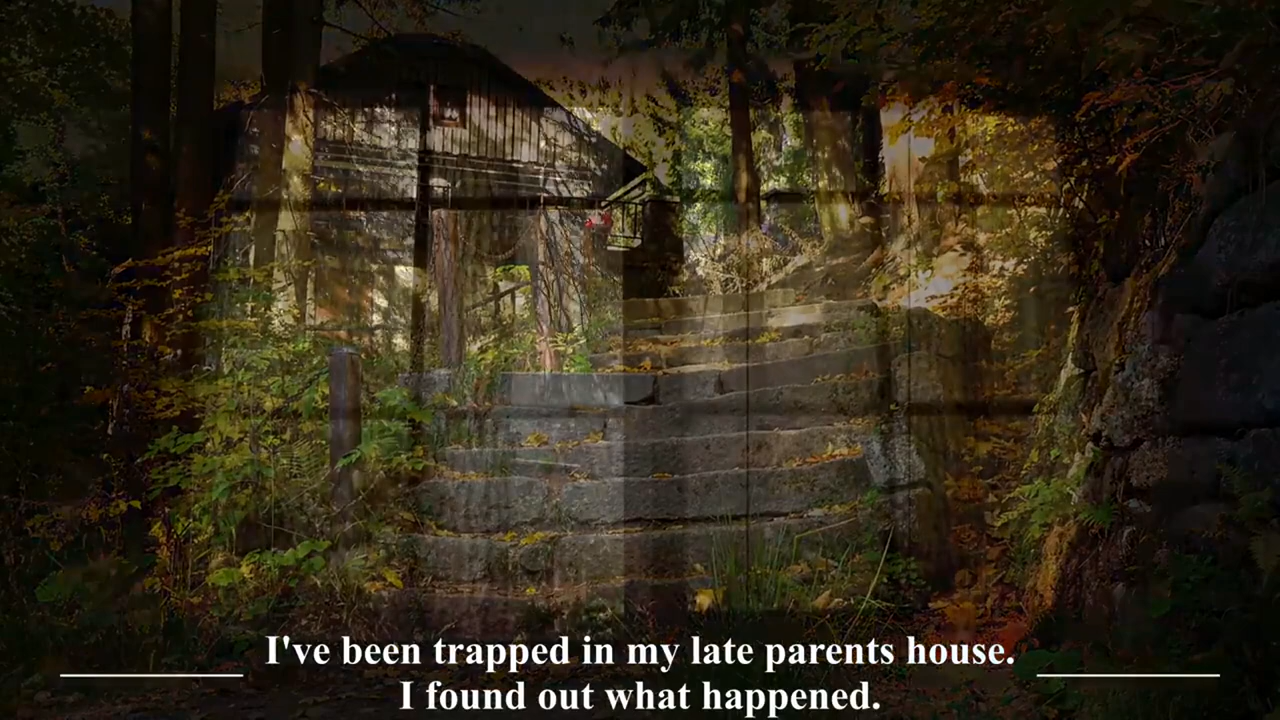 I've been trapped in my late parents house.
I found out what happened.